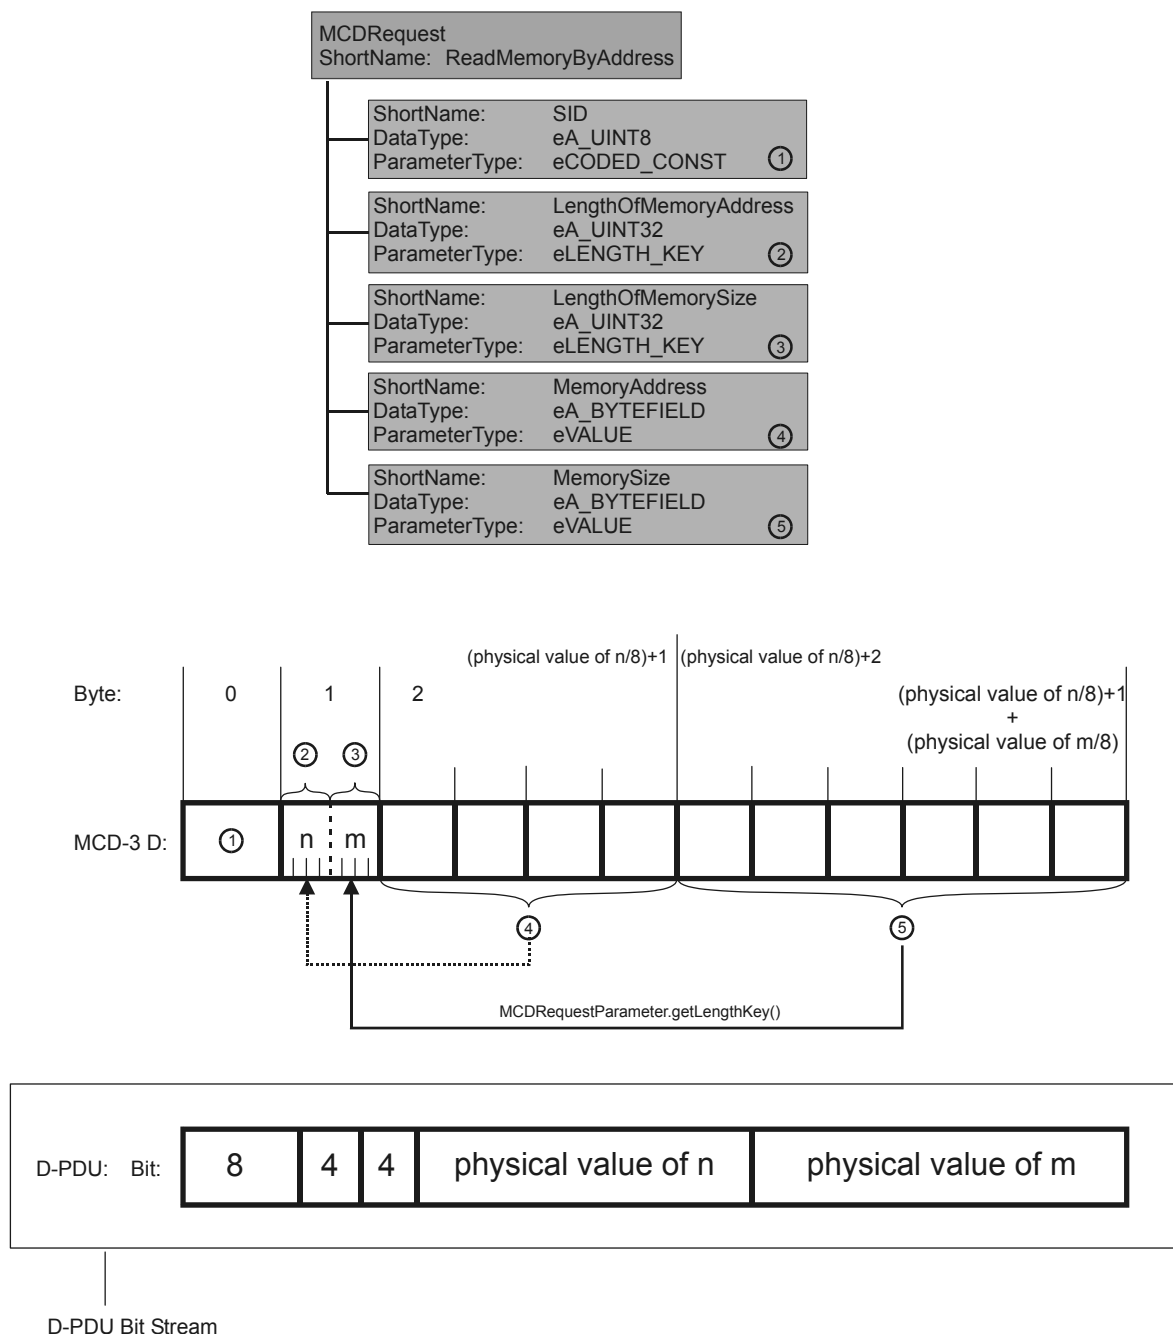 MCDRequest
ShortName: ReadMemoryByAddress
ShortName: SID
DataType: eA_UINT8
ParameterType: eCODED_CONST 1
ShortName: LengthOfMemoryAddress
DataType: eA_UINT32
ParameterType: eLENGTH_KEY 2
ShortName: LengthOfMemorySize
DataType: eA_UINT32
ParameterType: eLENGTH_KEY 3
ShortName: MemoryAddress
DataType: eA_BYTEFIELD
ParameterType: eVALUE 4
ShortName: MemorySize
DataType: eA_BYTEFIELD
ParameterType: eVALUE 5
(physical value of n/8)+1 (physical value of n/8)+2
Byte: 0 1 2 (physical value of n/8)+1
+
(physical value of m/8)
2 3
MCD-3 D: 1 n m
4 5
MCDRequestParameter.getLengthKey()
D-PDU: Bit: 8 4 4 physical value of n physical value of m
D-PDU Bit Stream